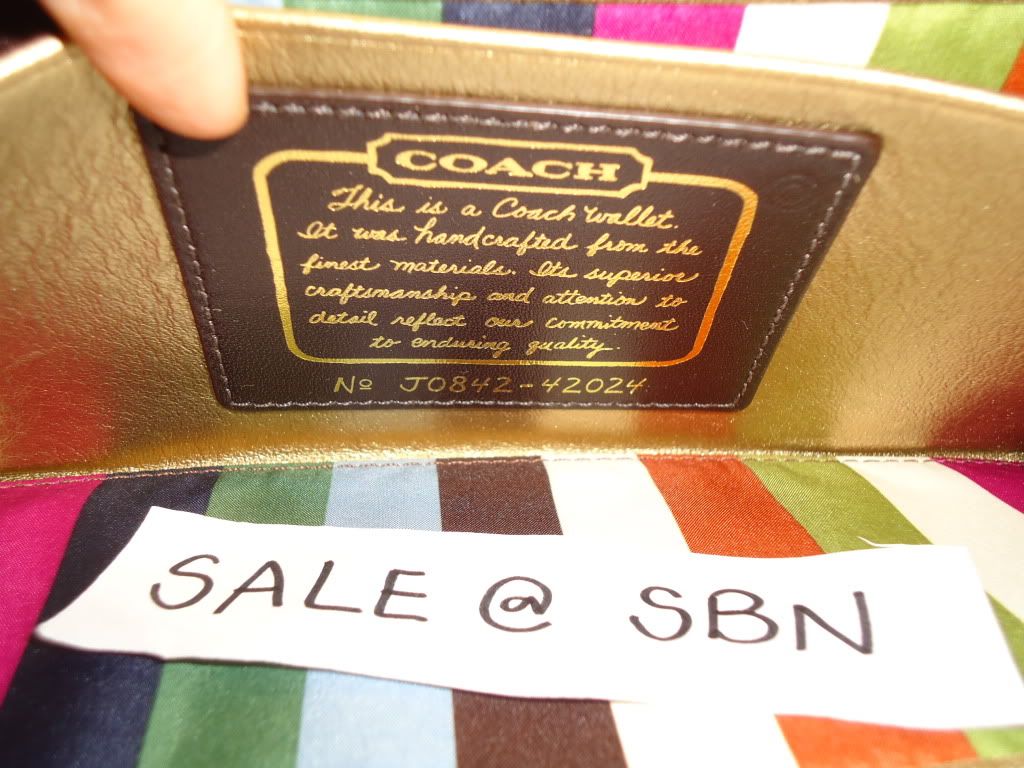 COACH
This is a Coach Wallet.
It was handcrafted from the
finest materials. Its superior
craftsmanship and attention to
detail reflect our commitment
to enduring quality.
Nº J0842-42024
SALE @ SBN